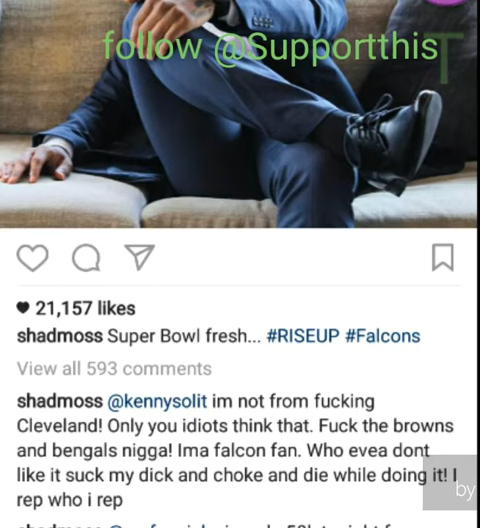 follow @Supportthis
T
21,157 likes
shadmoss Super Bowl fresh... #RISEUP #Falcons
View all 593 comments
shadmoss @kennysolit im not from fucking
Cleveland! Only you idiots think that. Fuck the browns
and bengals nigga! Ima falcon fan. Who evea dont
like it suck my dick and choke and die while doing it! I
by
rep who i rep